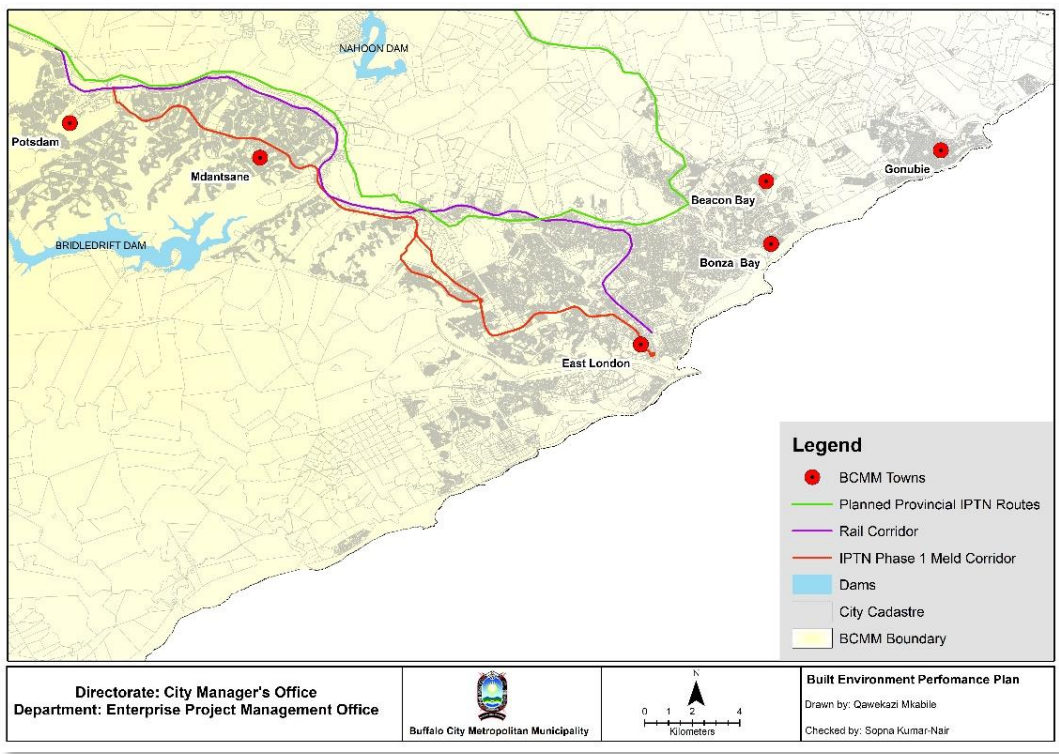 NAHOON DAM
Potsdam
Mdantsane
Gonubie
Beacon Bay
BRIDLEDRIFT DAM
Bonza Bay
East London
Legend
BCMM Towns
Planned Provincial IPTN Routes
Rail Corridor
IPTN Phase 1 Meld Corridor
Dams
City Cadastre
BCMM Boundary
Directorate: City Manager's Office
Department: Enterprise Project Management Office
Buffalo City Metropolitan Municipality
N
0 1 2 4
Kilometers
Built Environment Perfomance Plan
Drawn by: Qawekazi Mkabile
Checked by: Sopna Kumar-Nair